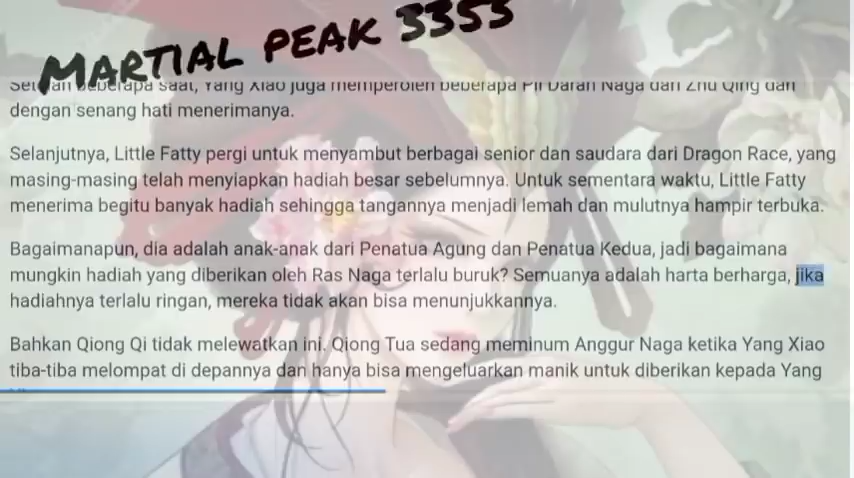 MARTIAL PEAK 3353
Setelah beberapa saat, Yang Xiao juga memperoleh beberapa Pil Darah Naga dari Zhu Qing dan
dengan senang hati menerimanya.
Selanjutnya, Little Fatty pergi untuk menyambut berbagai senior dan saudara dari Dragon Race, yang
masing-masing telah menyiapkan hadiah besar sebelumnya. Untuk sementara waktu, Little Fatty
menerima begitu banyak hadiah sehingga tangannya menjadi lemah dan mulutnya hampir terbuka.
Bagaimanapun, dia adalah anak-anak dari Penatua Agung dan Penatua Kedua, jadi bagaimana
mungkin hadiah yang diberikan oleh Ras Naga terlalu buruk? Semuanya adalah harta berharga, jika
hadiahnya terlalu ringan, mereka tidak akan bisa menunjukkannya.
Bahkan Qiong Qi tidak melewatkan ini. Qiong Tua sedang meminum Anggur Naga ketika Yang Xiao
tiba-tiba melompat di depannya dan hanya bisa mengeluarkan manik untuk diberikan kepada Yang